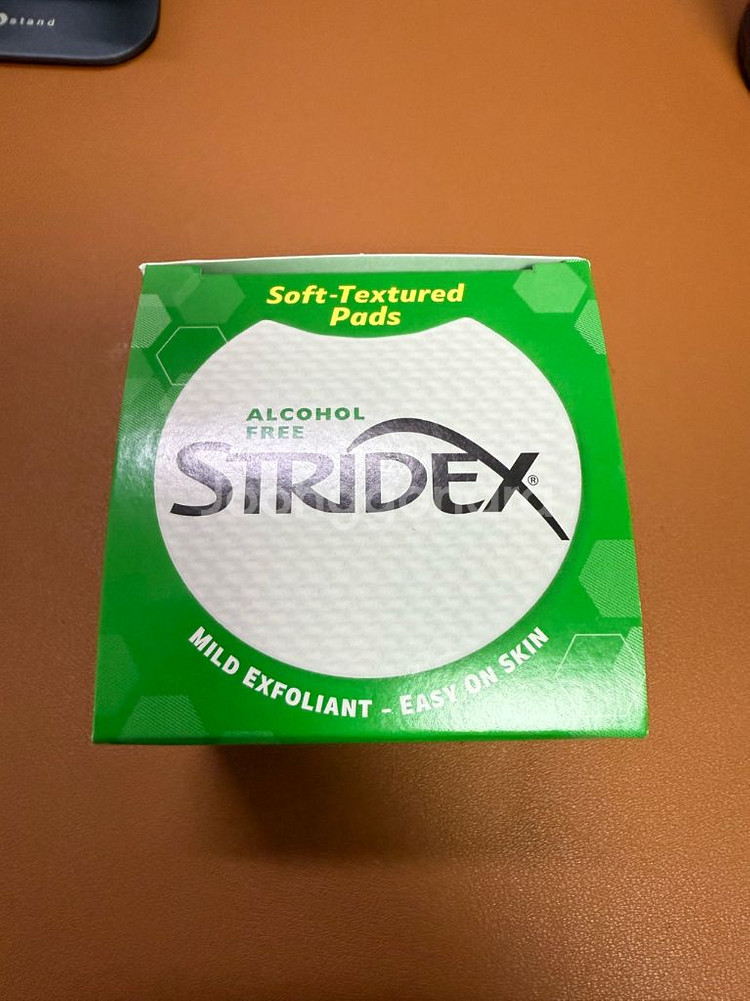 stand
Soft-Textured
Pads
ALCOHOL
FREE
STRIDEX®
MILD EXFOLIANT – EASY ON SKIN